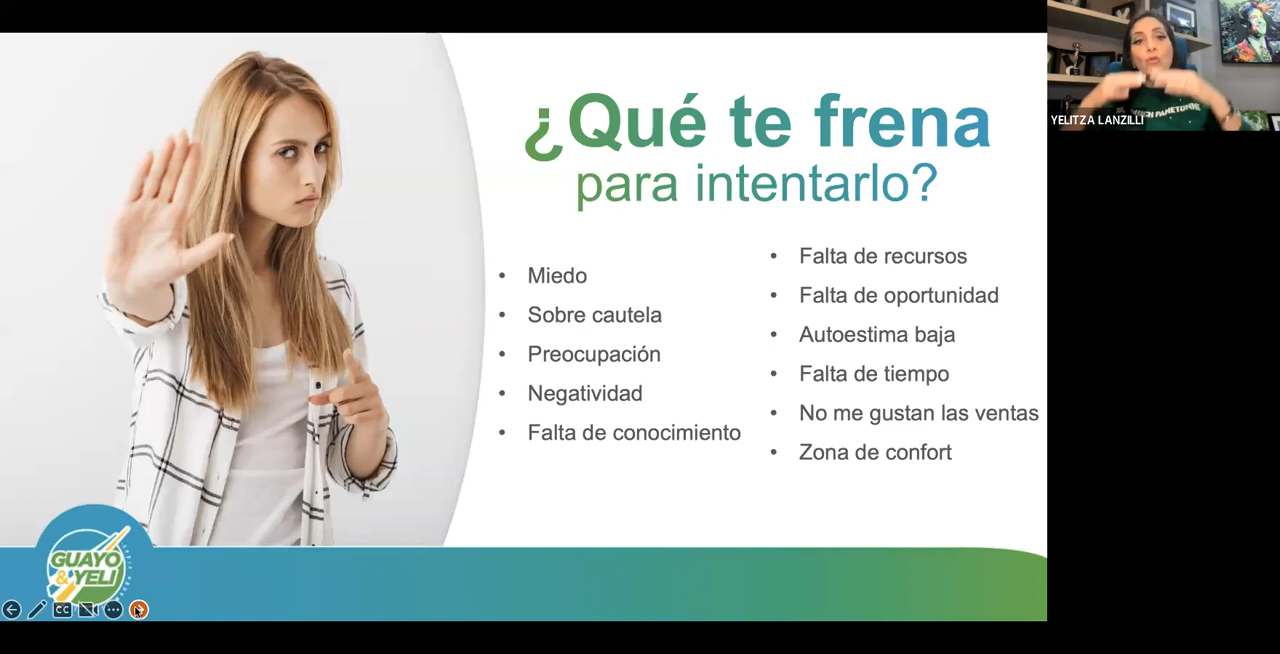 ¿Qué te frena
para intentarlo?
Miedo
Sobre cautela
Preocupación
Negatividad
Falta de conocimiento
Falta de recursos
Falta de oportunidad
Autoestima baja
Falta de tiempo
No me gustan las ventas
Zona de confort
YELITZA LANZILLI
GUAYO
& YELI
CC